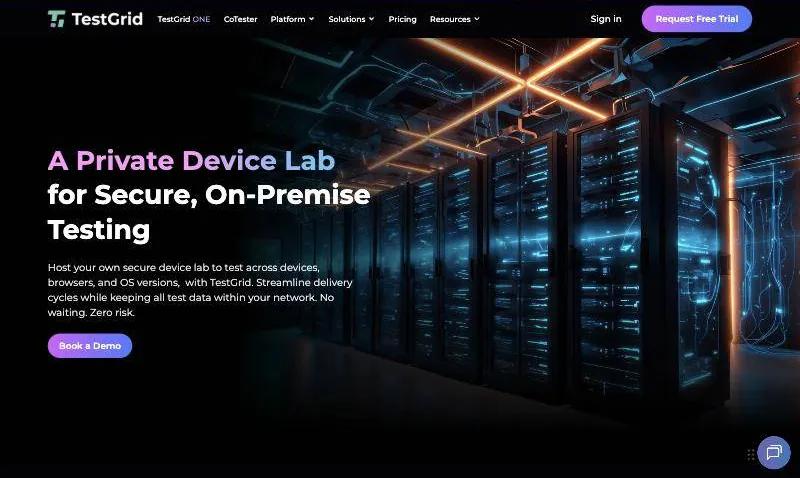 TestGrid
TestGrid ONE
CoTester
Platform
Solutions
Pricing
Resources
Sign in
Request Free Trial
A Private Device Lab
for Secure, On-Premise
Testing
Host your own secure device lab to test across devices,
browsers, and OS versions,  with TestGrid. Streamline delivery
cycles while keeping all test data within your network. No
waiting. Zero risk.
Book a Demo